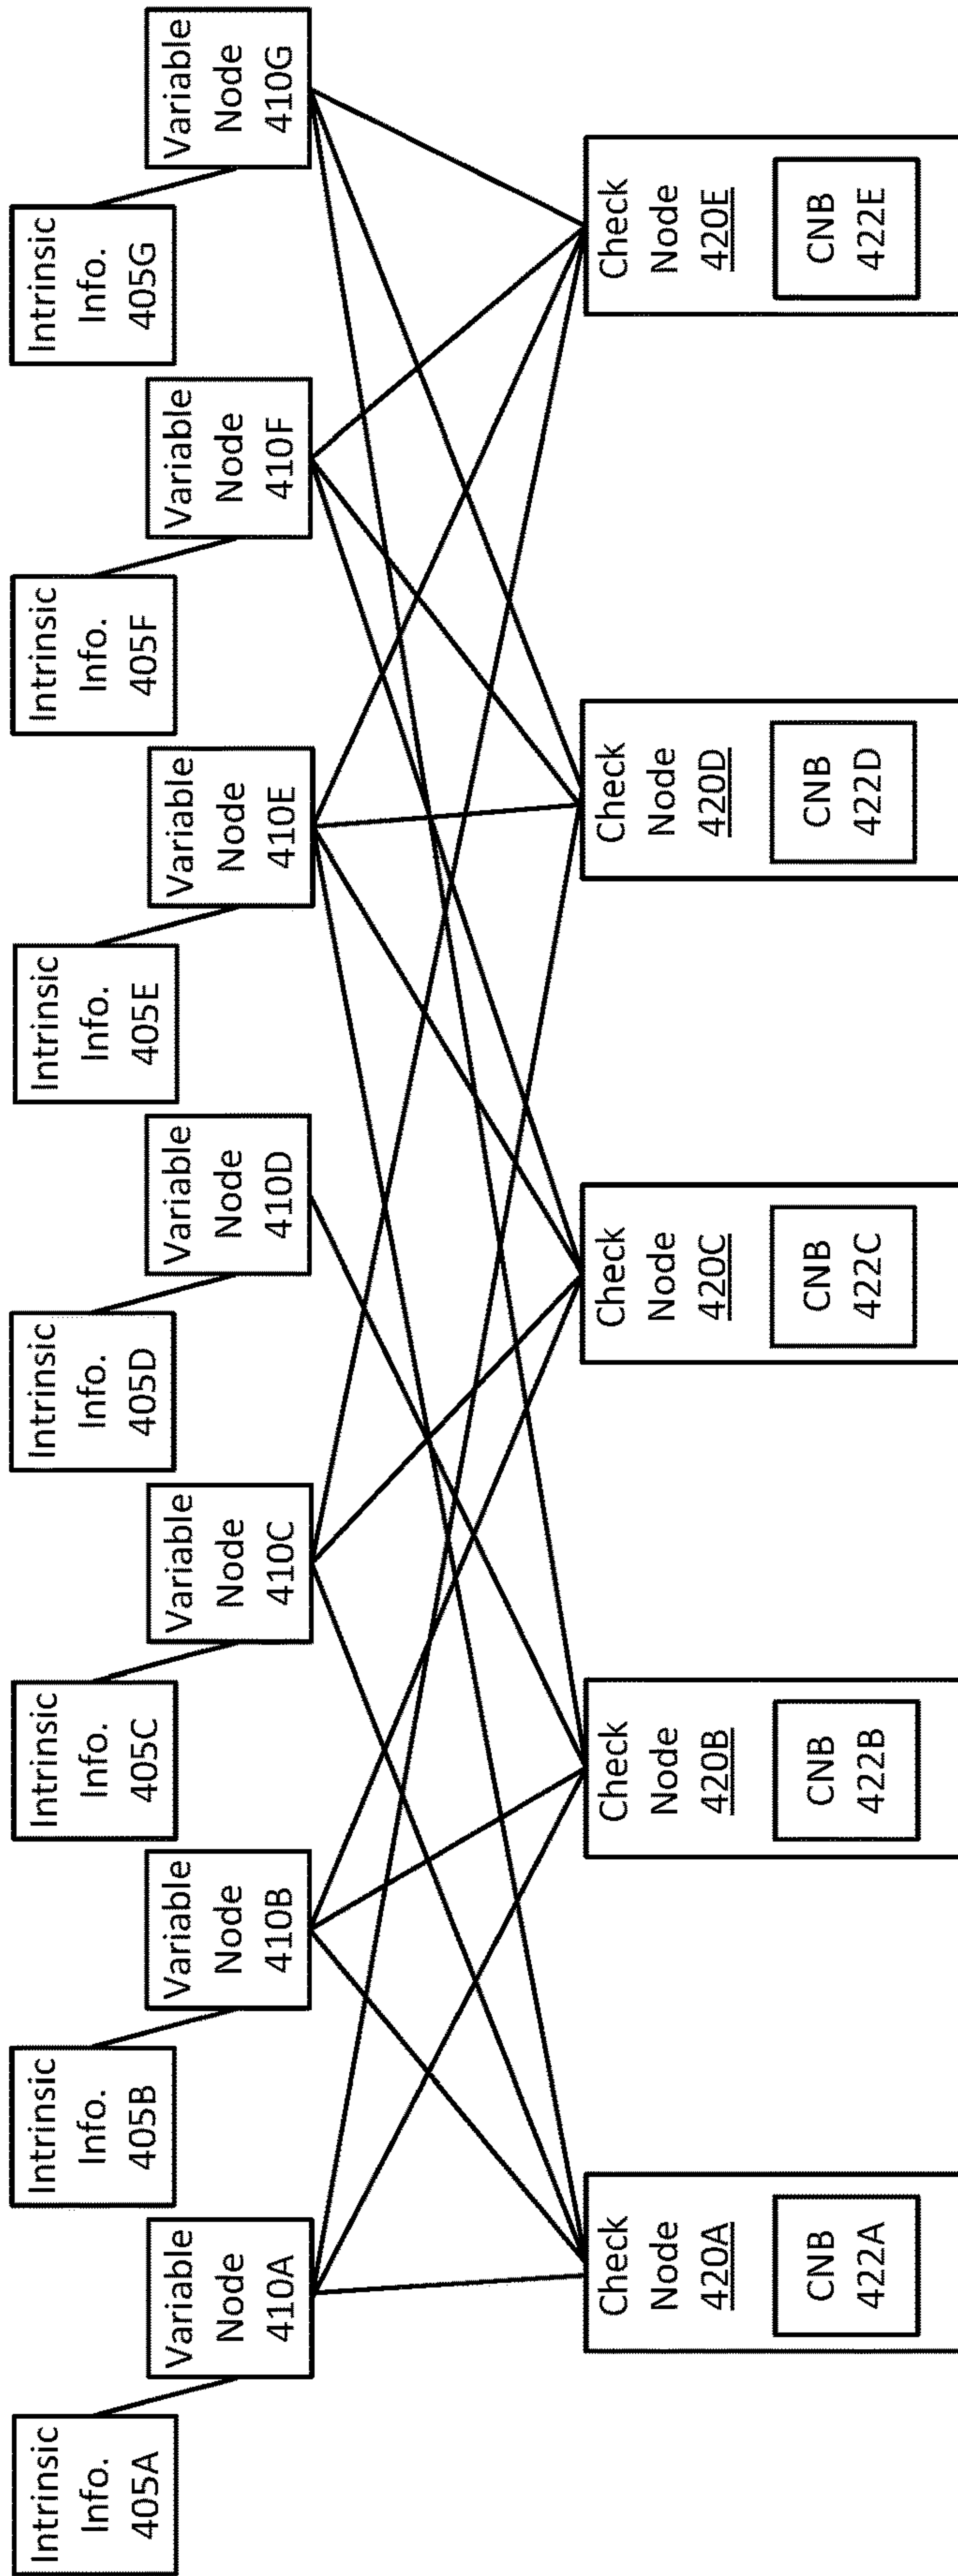 Intrinsic
Info.
405A
Variable
Node
410A
Intrinsic
Info.
405B
Variable
Node
410B
Intrinsic
Info.
405C
Variable
Node
410C
Intrinsic
Info.
405D
Variable
Node
410D
Intrinsic
Info.
405E
Variable
Node
410E
Intrinsic
Info.
405F
Variable
Node
410F
Intrinsic
Info.
405G
Variable
Node
410G
Check
Node
420A
CNB
422A
Check
Node
420B
CNB
422B
Check
Node
420C
CNB
422C
Check
Node
420D
CNB
422D
Check
Node
420E
CNB
422E